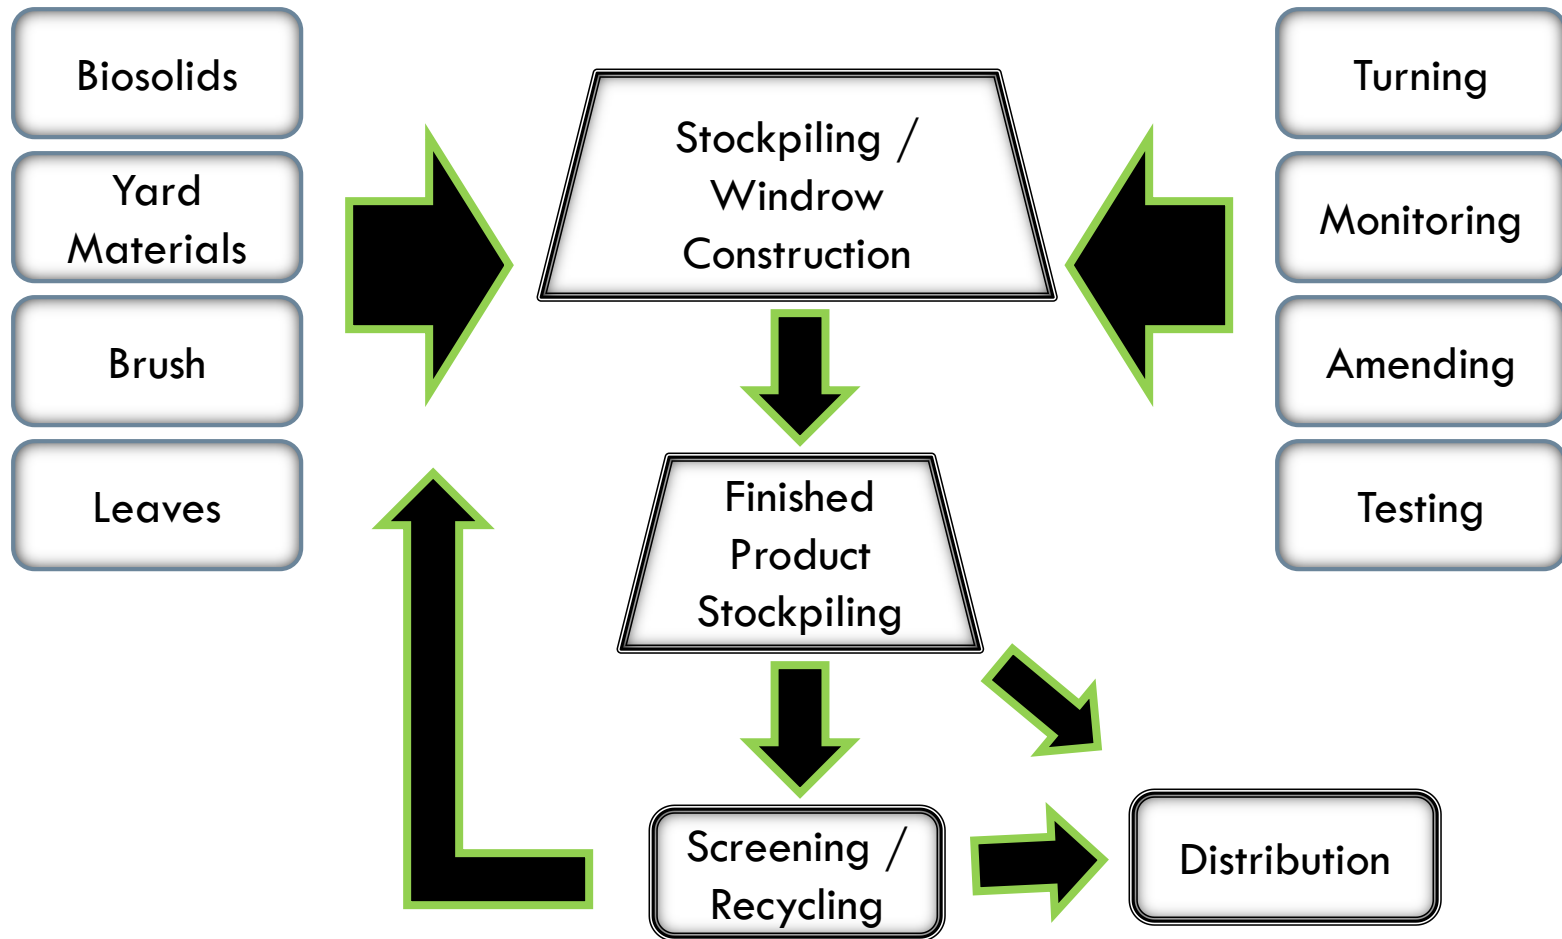 Biosolids
Yard
Materials
Brush
Leaves
Stockpiling /
Windrow
Construction
Turning
Monitoring
Amending
Testing
Finished
Product
Stockpiling
Screening /
Recycling
Distribution